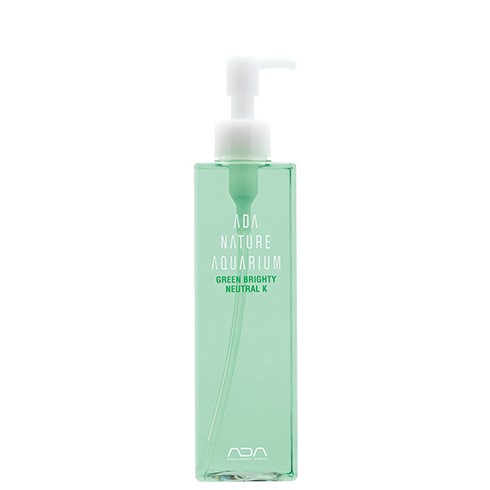 ADA
NATURE
AQUARIUM
GREEN BRIGHTY
NEUTRAL K
ADA